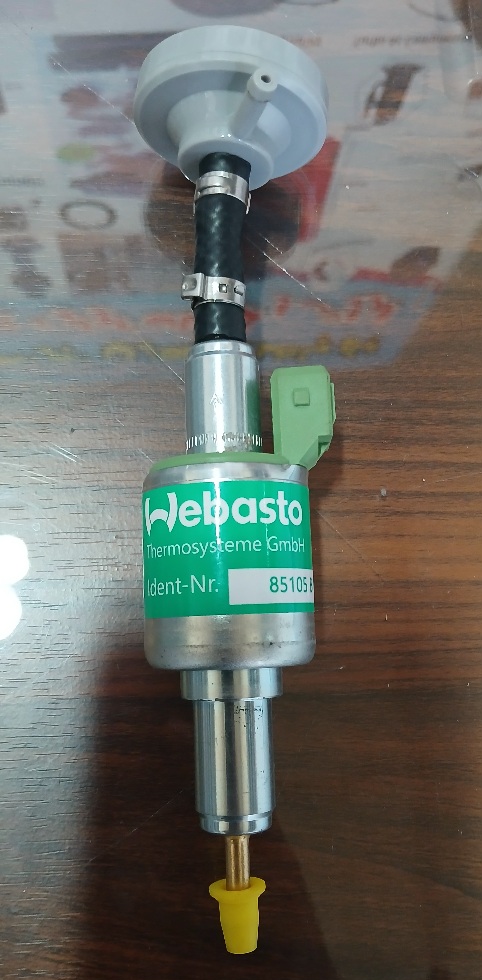 Webasto
Thermosysteme GmbH
Ident-Nr. 85105